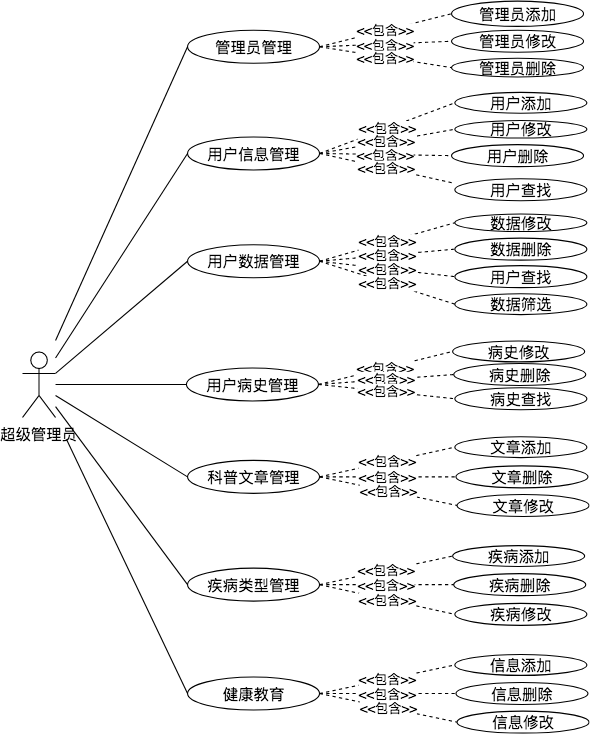 管理员管理
<<包含>>
<<包含>>
<<包含>>
管理员添加
管理员修改
管理员删除
用户信息管理
<<包含>>
<<包含>>
<<包含>>
<<包含>>
用户添加
用户修改
用户删除
用户查找
用户数据管理
<<包含>>
<<包含>>
<<包含>>
<<包含>>
数据修改
数据删除
用户查找
数据筛选
超级管理员
用户病史管理
<<包含>>
<<包含>>
<<包含>>
病史修改
病史删除
病史查找
科普文章管理
<<包含>>
<<包含>>
<<包含>>
文章添加
文章删除
文章修改
疾病类型管理
<<包含>>
<<包含>>
<<包含>>
疾病添加
疾病删除
疾病修改
健康教育
<<包含>>
<<包含>>
<<包含>>
信息添加
信息删除
信息修改